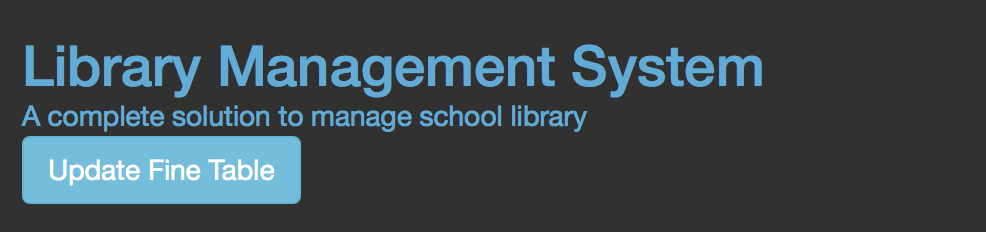 Library Management System
A complete solution to manage school library
Update Fine Table